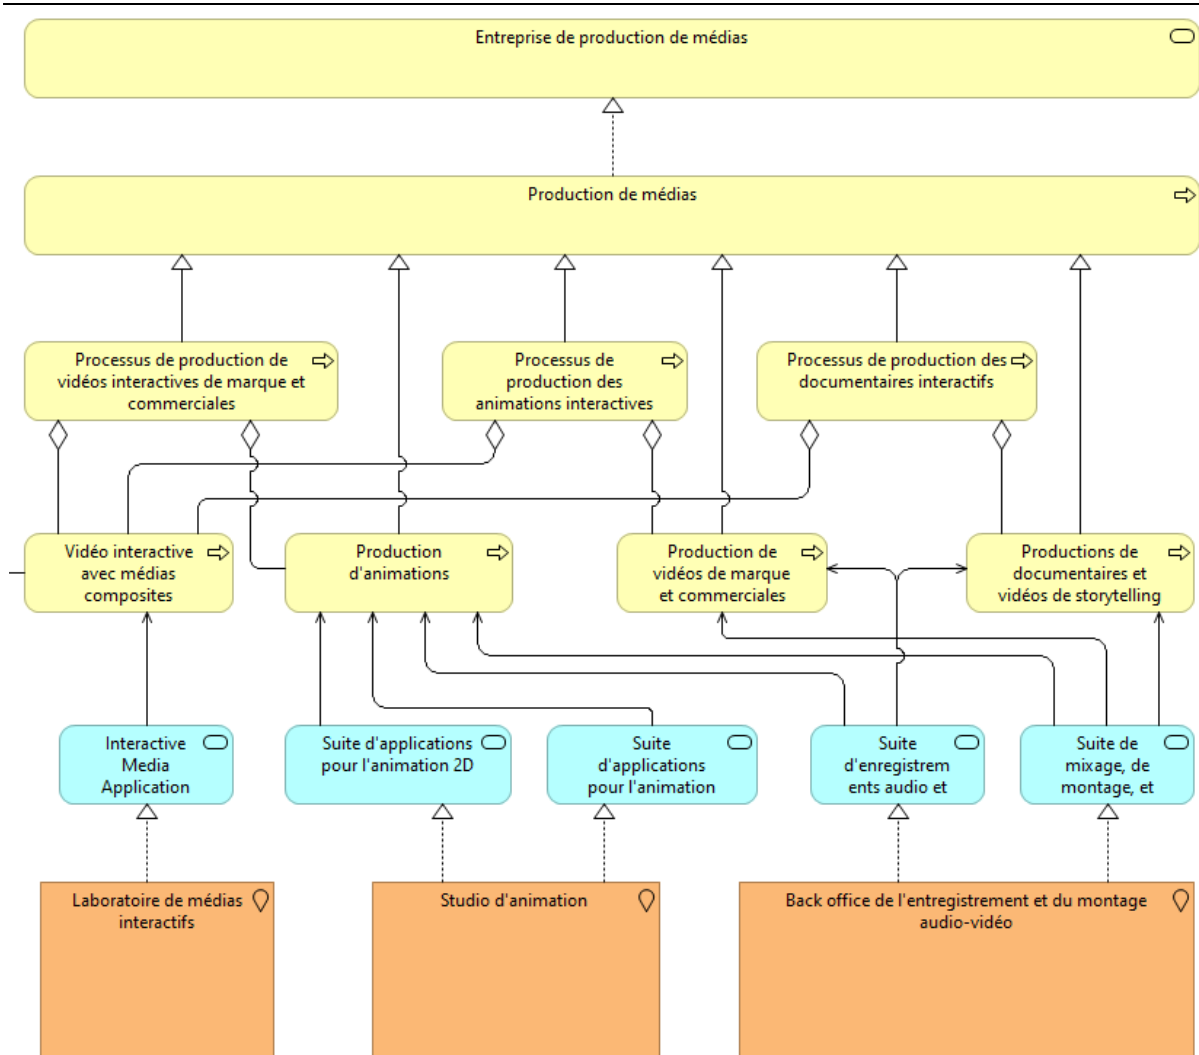 Entreprise de production de médias
Production de médias
Processus de production de
vidéos interactives de marque et
commerciales
Processus de
production des
animations interactives
Processus de production des
documentaires interactifs
Vidéo interactive
avec médias
composites
Production
d'animations
Production de
vidéos de marque
et commerciales
Productions de
documentaires et
vidéos de storytelling
Interactive
Media
Application
Suite d'applications
pour l'animation 2D
Suite
d'applications
pour l'animation
Suite
d'enregistrem
ents audio et
Suite de
mixage, de
montage, et
Laboratoire de médias
interactifs
Studio d'animation
Back office de l'entregistrement et du montage
audio-vidéo